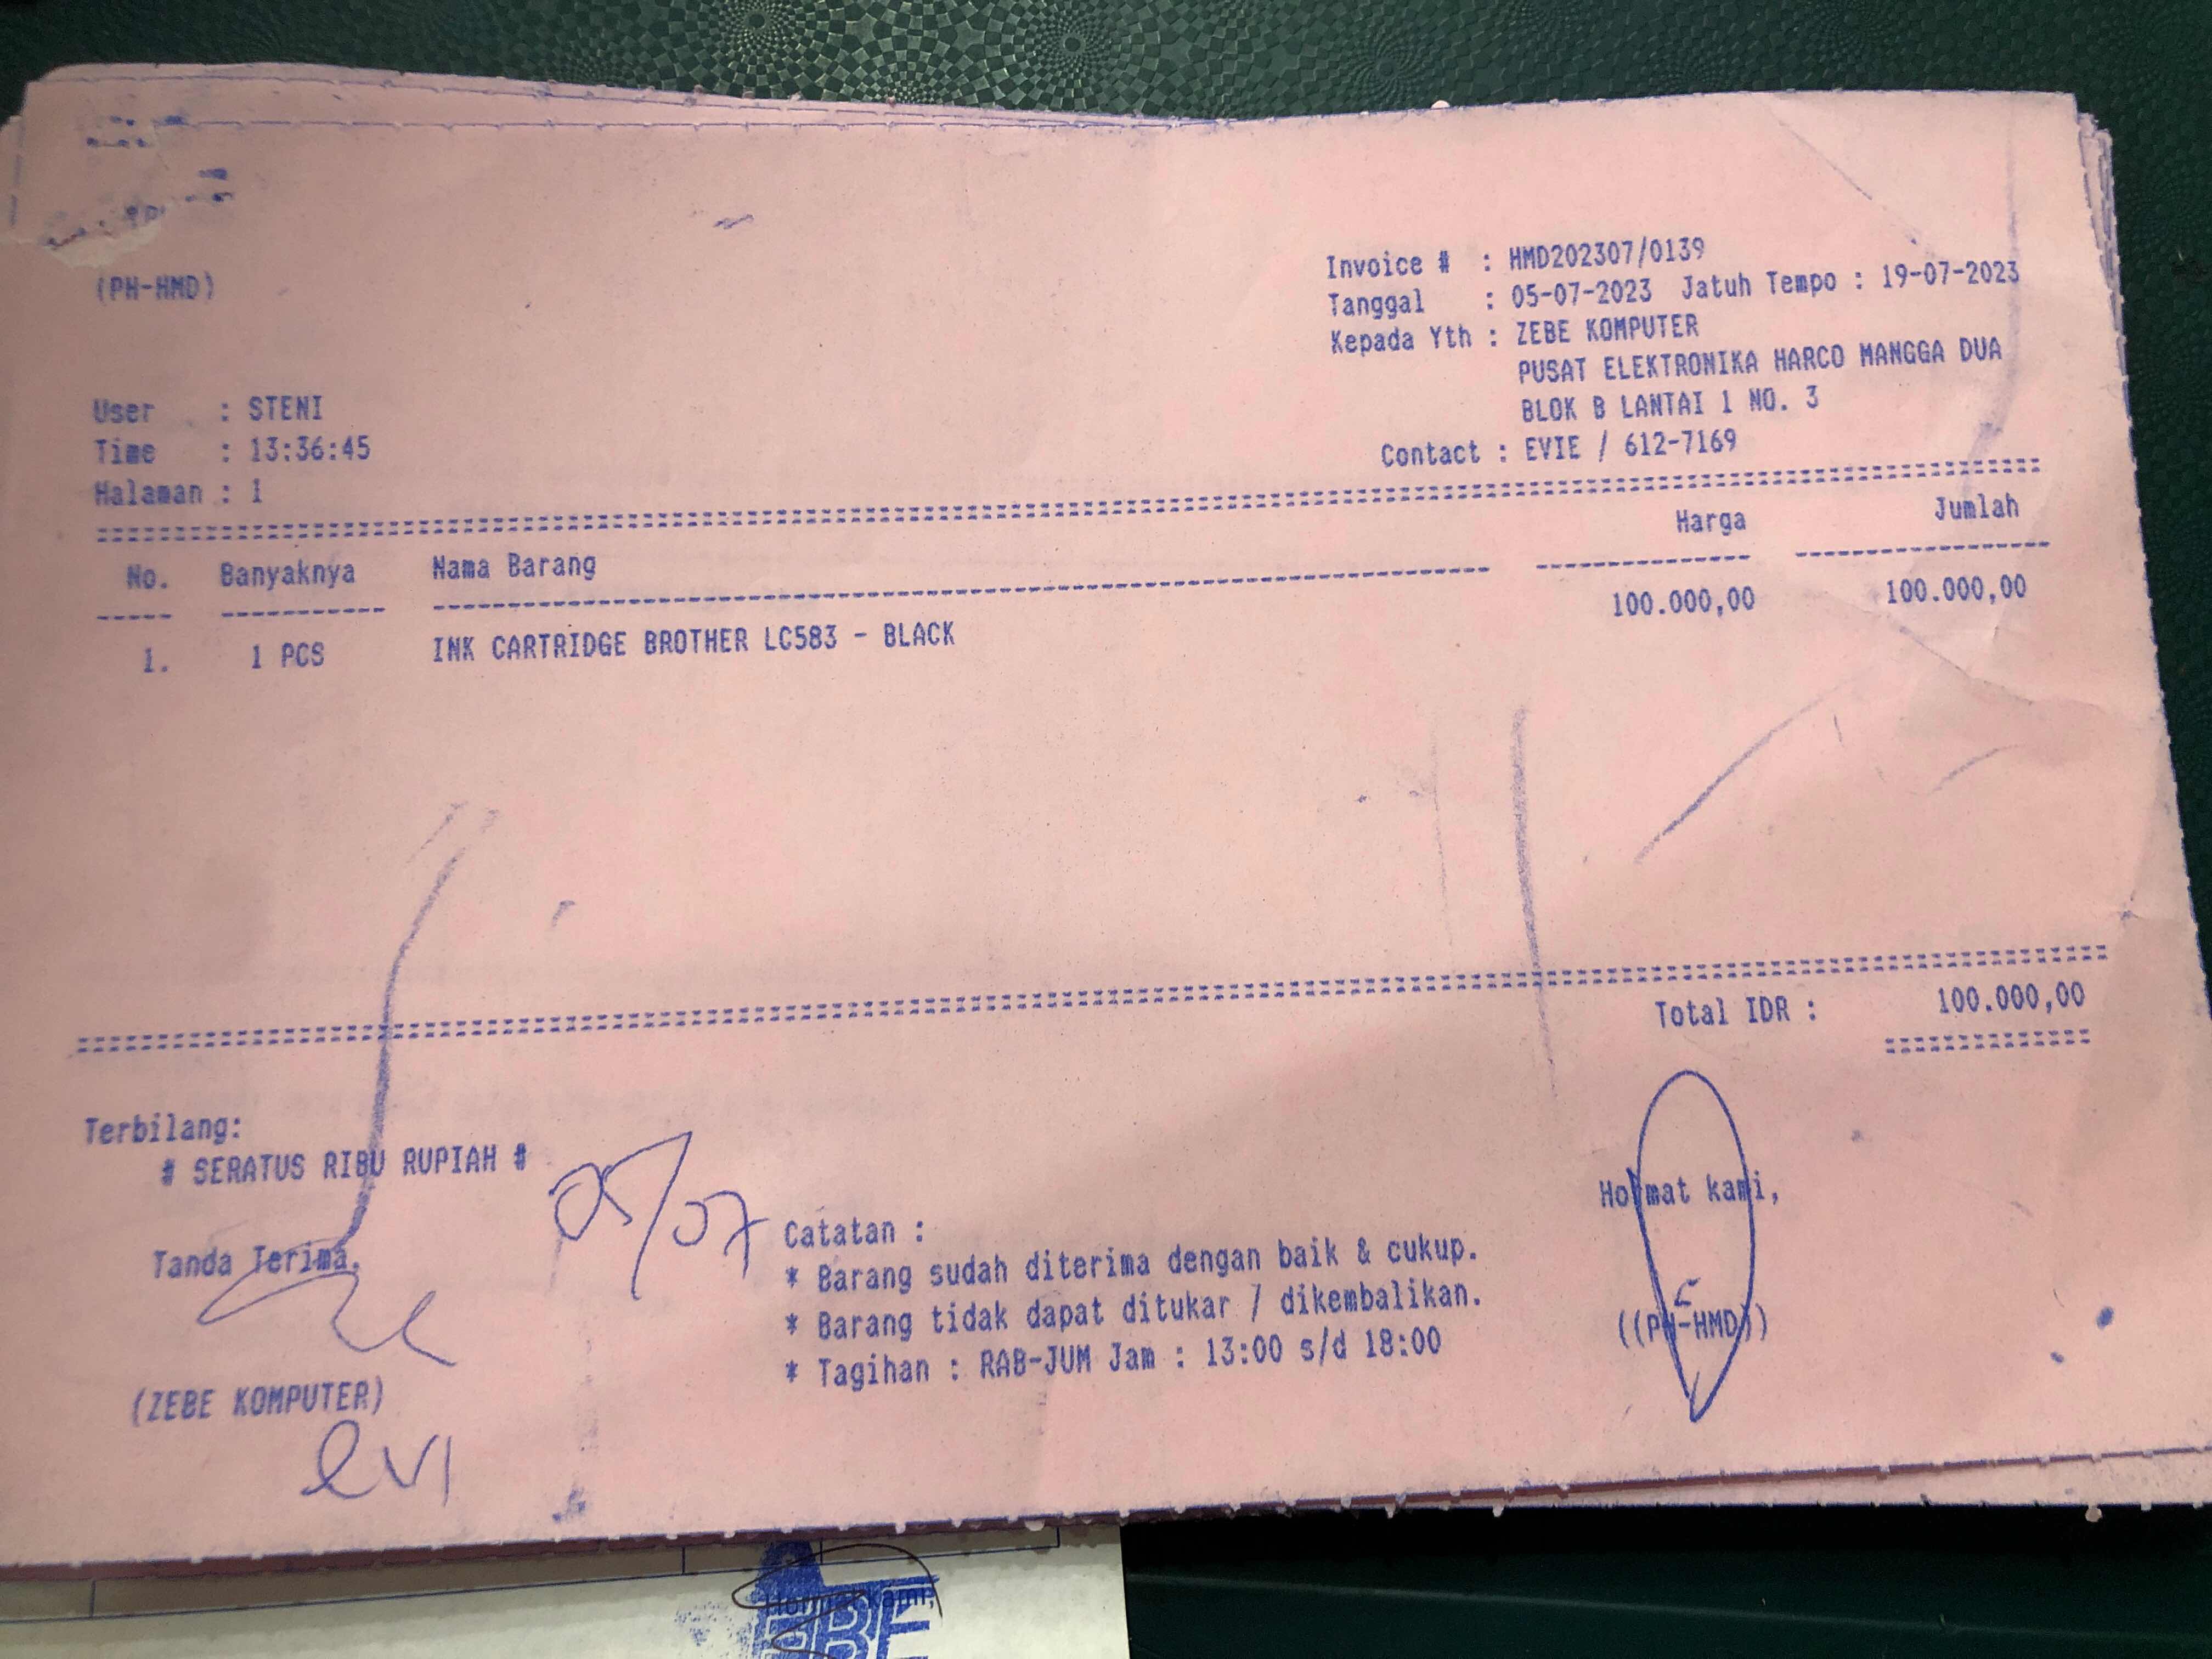 (PH-HMD)
Invoice # : HMD202307/0139
Tanggal : 05-07-2023 Jatuh Tempo : 19-07-2023
Kepada Yth : ZEBE KOMPUTER
PUSAT ELEKTRONIKA HARCO MANGGA DUA
BLOK B LANTAI 1 NO. 3
Contact : EVIE / 612-7169
User : STENI
Time : 13:36:45
Halaman : 1
No. Banyaknya Nama Barang Harga Jumlah
1. 1 PCS INK CARTRIDGE BROTHER LC583 - BLACK 100.000,00 100.000,00
Total IDR : 100.000,00
Terbilang:
# SERATUS RIBU RUPIAH #
05/07
Tanda Terima,
(ZEBE KOMPUTER)
evi
Catatan :
* Barang sudah diterima dengan baik & cukup.
* Barang tidak dapat ditukar / dikembalikan.
* Tagihan : RAB-JUM Jam : 13:00 s/d 18:00
Hormat kami,
((PH-HMD))
Hormat kami,